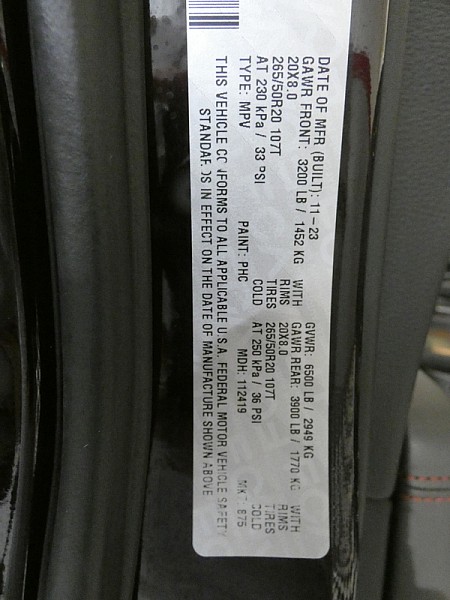 DATE OF MFR (BUILT): 11-23 GVWR: 6500 LB / 2949 KG
GAWR FRONT: 3200 LB / 1452 KG WITH GAWR REAR: 3900 LB / 1770 KG WITH
20X8.0 RIMS 20X8.0 RIMS
265/50R20 107T TIRES 265/50R20 107T TIRES
AT 230 kPa / 33 PSI COLD AT 250 kPa / 36 PSI COLD
TYPE: MPV PAINT: PHC MDH: 112419 MKT: 875
THIS VEHICLE CONFORMS TO ALL APPLICABLE U.S.A. FEDERAL MOTOR VEHICLE SAFETY
STANDARDS IN EFFECT ON THE DATE OF MANUFACTURE SHOWN ABOVE